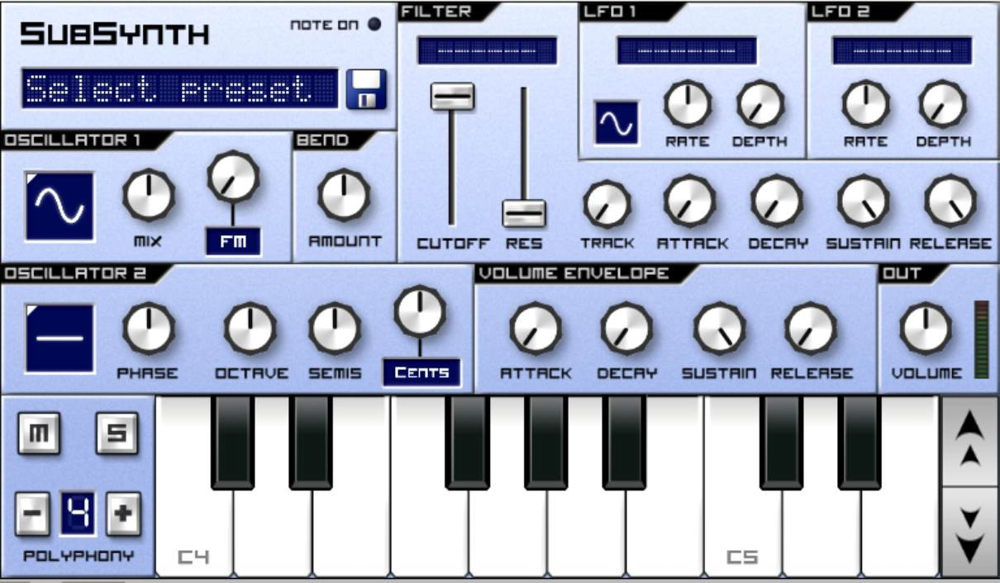 SUBSYNTH
NOTE ON
Select preset
FILTER
LFO 1
LFO 2
RATE DEPTH
RATE DEPTH
OSCILLATOR 1
BEND
MIX
FM
AMOUNT
CUTOFF RES
TRACK ATTACK DECAY SUSTAIN RELEASE
OSCILLATOR 2
VOLUME ENVELOPE
OUT
PHASE OCTAVE SEMIS CENTS
ATTACK DECAY SUSTAIN RELEASE
VOLUME
M S
- 4 +
POLYPHONY
C4 C5